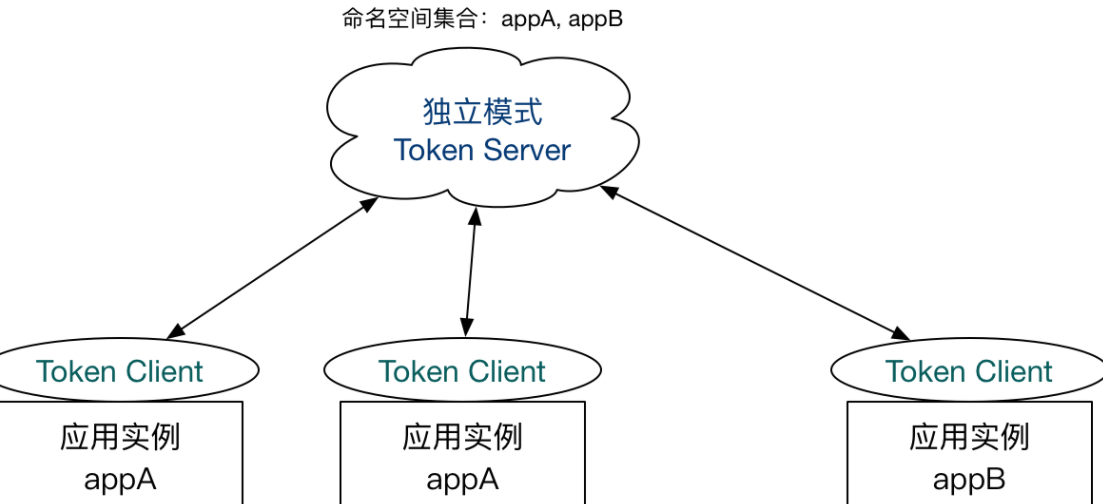 命名空间集合：appA, appB
独立模式
Token Server
Token Client
Token Client
Token Client
应用实例
appA
应用实例
appA
应用实例
appB